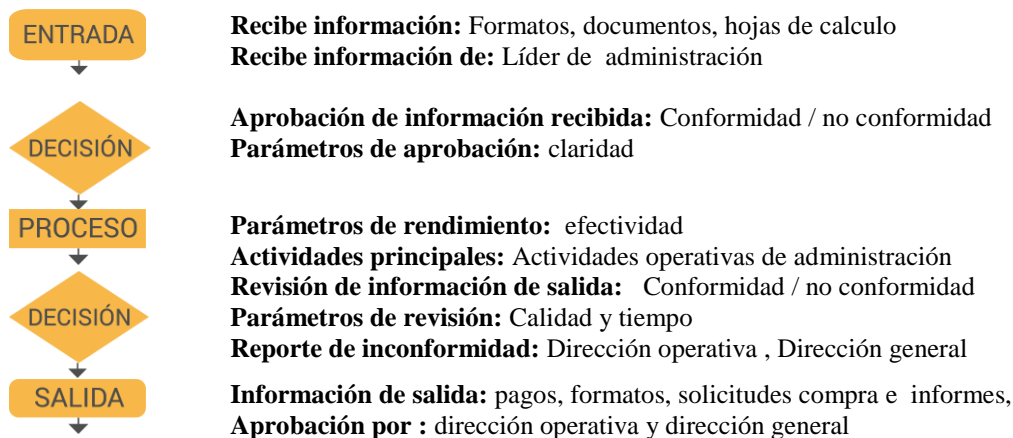 ENTRADA
Recibe información: Formatos, documentos, hojas de calculo
Recibe información de: Líder de administración
DECISIÓN
Aprobación de información recibida: Conformidad / no conformidad
Parámetros de aprobación: claridad
PROCESO
Parámetros de rendimiento: efectividad
Actividades principales: Actividades operativas de administración
DECISIÓN
Revisión de información de salida: Conformidad / no conformidad
Parámetros de revisión: Calidad y tiempo
Reporte de inconformidad: Dirección operativa , Dirección general
SALIDA
Información de salida: pagos, formatos, solicitudes compra e informes,
Aprobación por : dirección operativa y dirección general